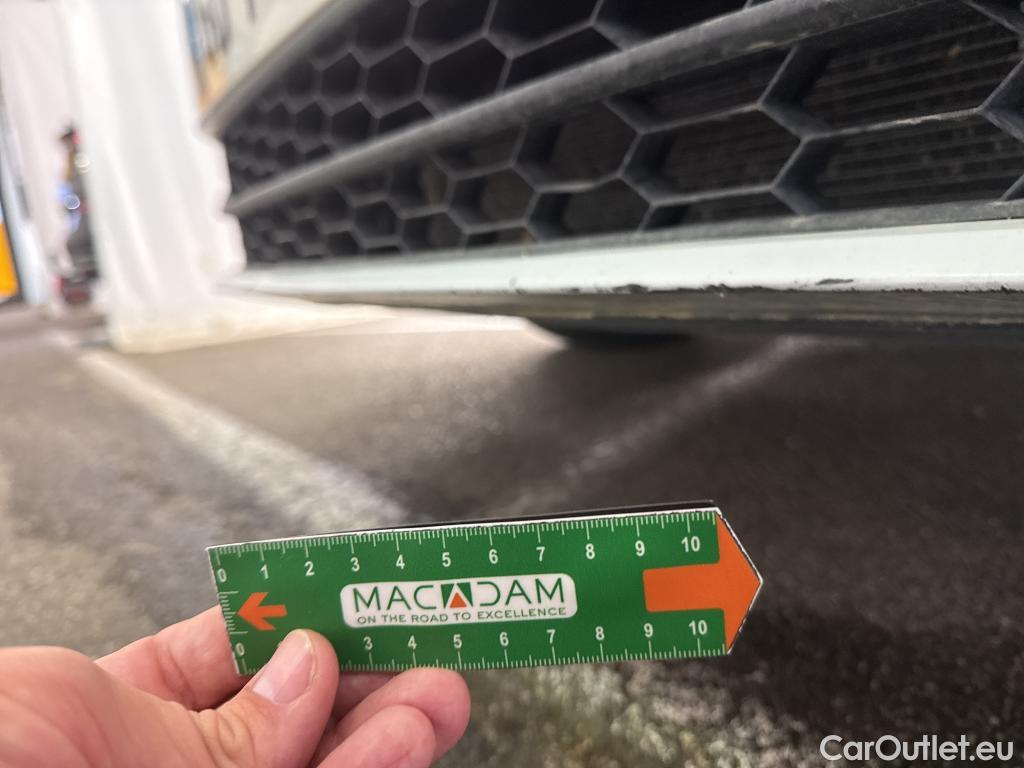 0 1 2 3 4 5 6 7 8 9 10
MACADAM
ON THE ROAD TO EXCELLENCE
0 3 4 5 6 7 8 9 10
CarOutlet.eu